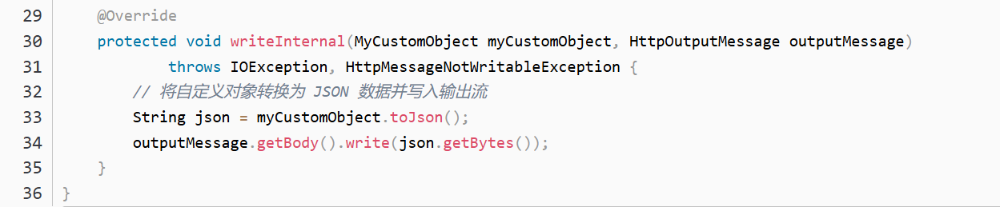 29 @Override
30 protected void writeInternal(MyCustomObject myCustomObject, HttpOutputMessage outputMessage)
31 throws IOException, HttpMessageNotWritableException {
32 // 将自定义对象转换为 JSON 数据并写入输出流
33 String json = myCustomObject.toJson();
34 outputMessage.getBody().write(json.getBytes());
35 }
36 }